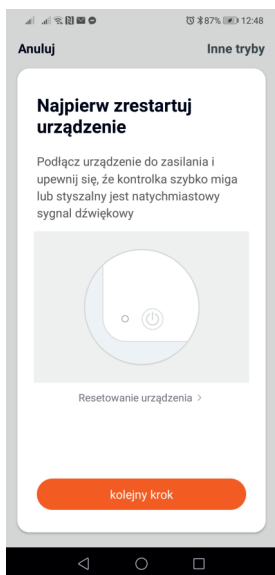 87% 12:48
Anuluj Inne tryby
Najpierw zrestartuj
urządzenie
Podłącz urządzenie do zasilania i
upewnij się, że kontrolka szybko miga
lub styszalny jest natychmiastowy
sygnal dźwiękowy
Resetowanie urządzenia >
kolejny krok